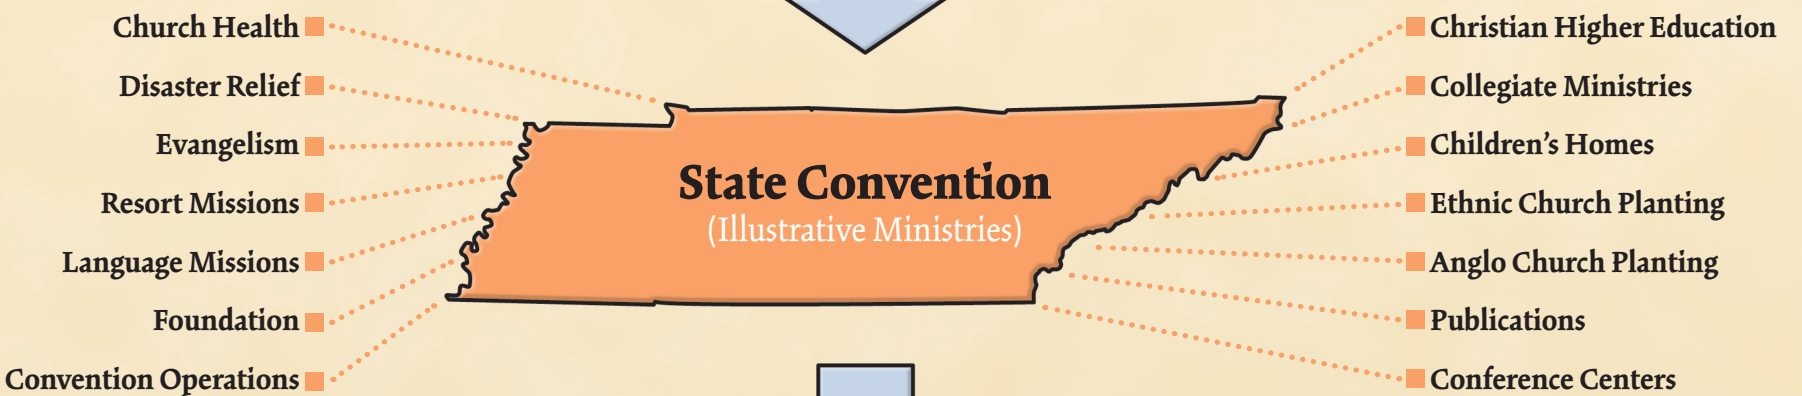 Church Health
Disaster Relief
Evangelism
Resort Missions
Language Missions
Foundation
Convention Operations
State Convention
(Illustrative Ministries)
Christian Higher Education
Collegiate Ministries
Children’s Homes
Ethnic Church Planting
Anglo Church Planting
Publications
Conference Centers